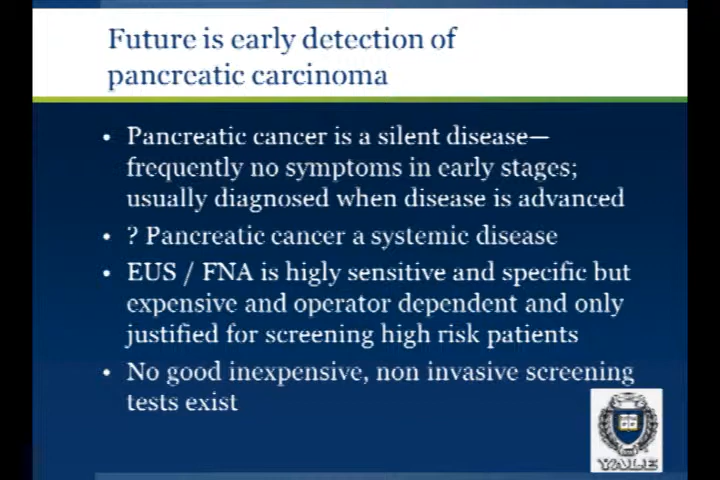 Future is early detection of
pancreatic carcinoma
• Pancreatic cancer is a silent disease—
frequently no symptoms in early stages;
usually diagnosed when disease is advanced
• ? Pancreatic cancer a systemic disease
• EUS / FNA is higly sensitive and specific but
expensive and operator dependent and only
justified for screening high risk patients
• No good inexpensive, non invasive screening
tests exist
YALE